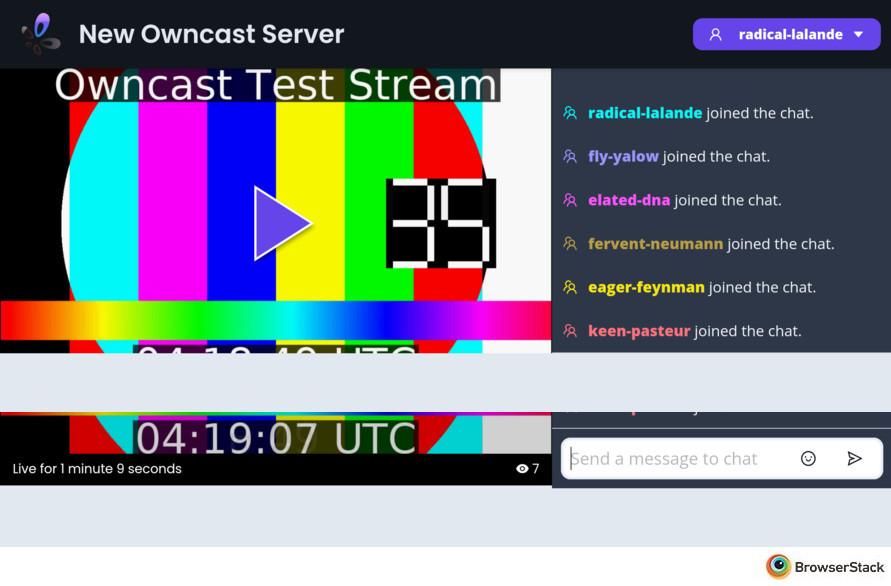 New Owncast Server
radical-lalande
Owncast Test Stream
35
radical-lalande joined the chat.
fly-yalow joined the chat.
elated-dna joined the chat.
fervent-neumann joined the chat.
eager-feynman joined the chat.
keen-pasteur joined the chat.
UTC
04:19:07 UTC
Live for 1 minute 9 seconds
7
Send a message to chat
BrowserStack